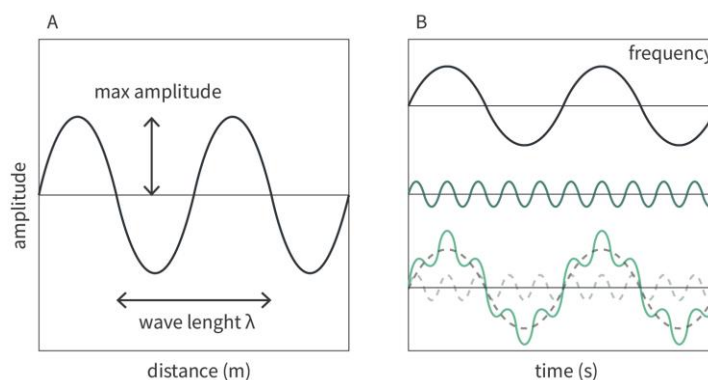 A
max amplitude
amplitude
wave lenght λ
distance (m)
B
frequency
time (s)